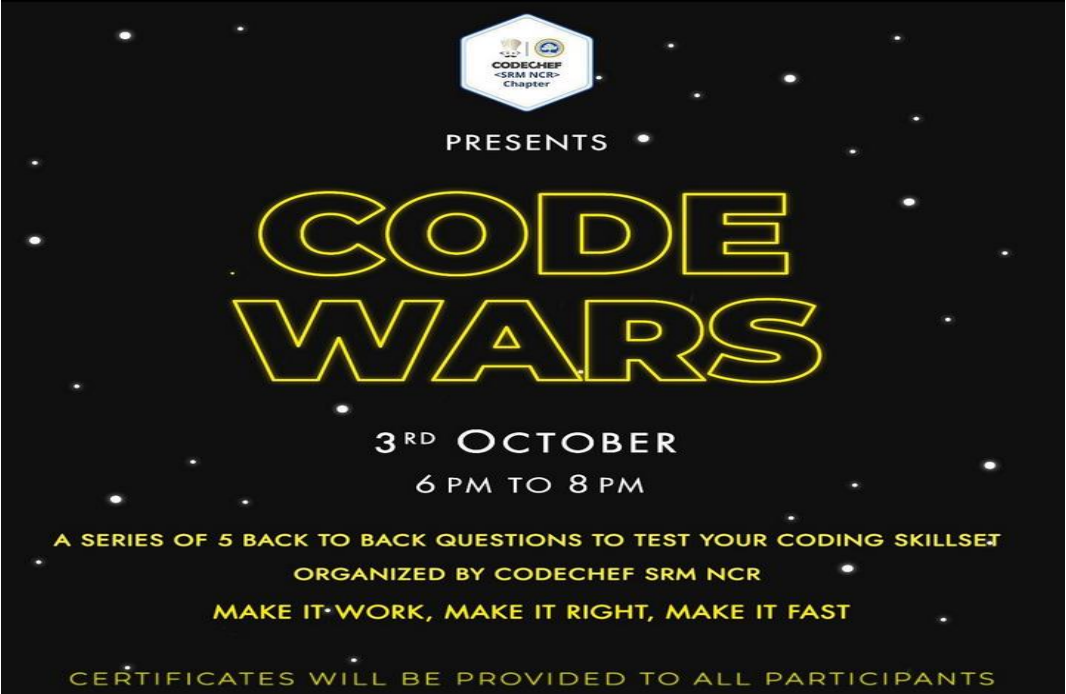 CODECHEF
<SRM NCR>
Chapter
PRESENTS
CODE
WARS
3RD OCTOBER
6 PM TO 8 PM
A SERIES OF 5 BACK TO BACK QUESTIONS TO TEST YOUR CODING SKILLSET
ORGANIZED BY CODECHEF SRM NCR
MAKE IT WORK, MAKE IT RIGHT, MAKE IT FAST
CERTIFICATES WILL BE PROVIDED TO ALL PARTICIPANTS